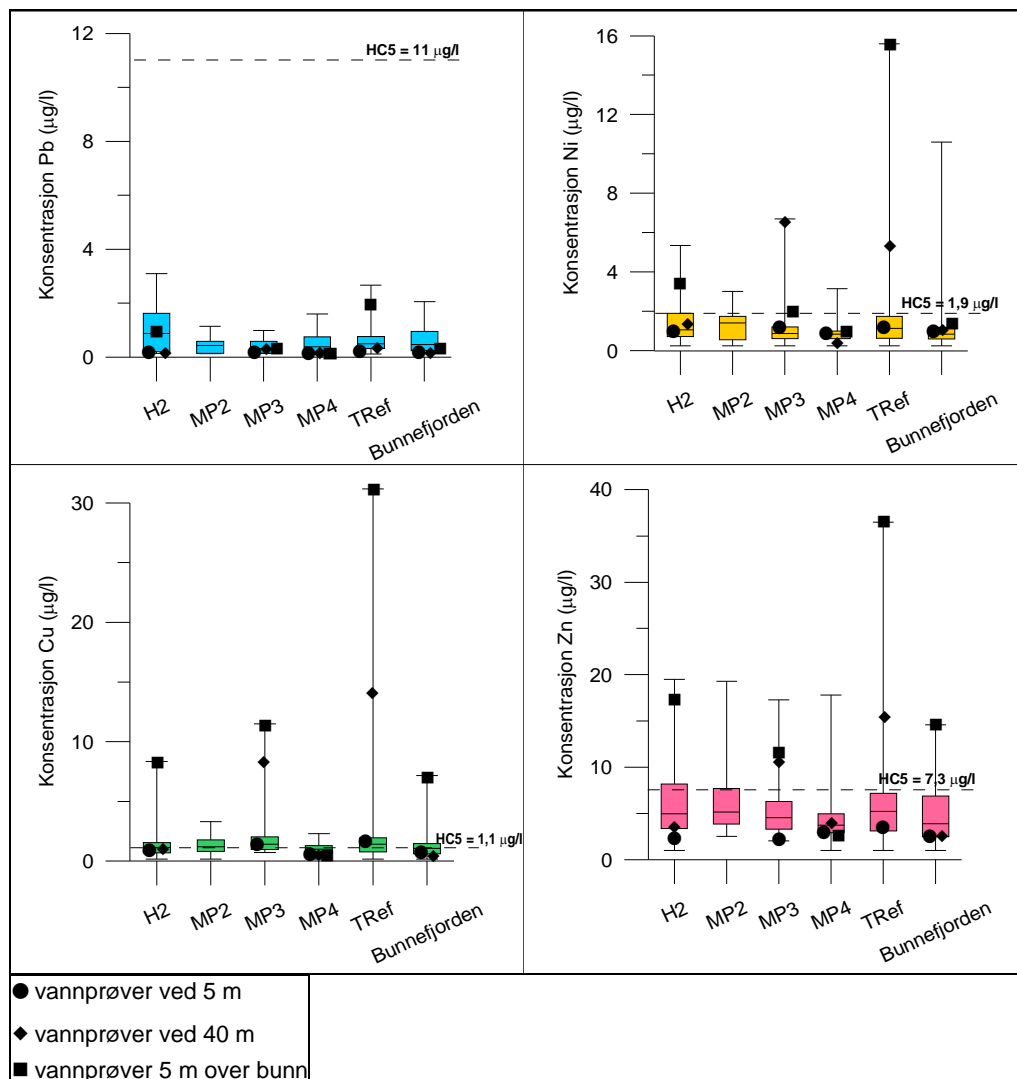 12
HC5 = 11 µg/l
8
4
0
Konsentrasjon Pb (µg/l)
H2
MP2
MP3
MP4
TRef
Bunnefjorden
16
12
8
4
0
Konsentrasjon Ni (µg/l)
HC5 = 1,9 µg/l
H2
MP2
MP3
MP4
TRef
Bunnefjorden
30
20
10
0
Konsentrasjon Cu (µg/l)
HC5 = 1,1 µg/l
H2
MP2
MP3
MP4
TRef
Bunnefjorden
40
30
20
10
0
Konsentrasjon Zn (µg/l)
HC5 = 7,3 µg/l
H2
MP2
MP3
MP4
TRef
Bunnefjorden
vannprøver ved 5 m
vannprøver ved 40 m
vannprøver 5 m over bunn